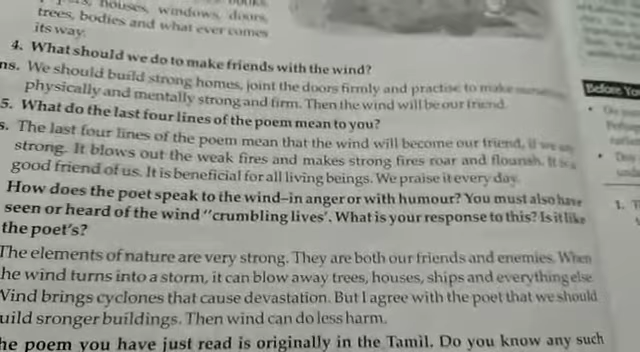 houses, windows, doors,
trees, bodies and what ever comes
its way.
4. What should we do to make friends with the wind?
ns. We should build strong homes, joint the doors firmly and practise to make
physically and mentally strong and firm. Then the wind will be our friend.
5. What do the last four lines of the poem mean to you?
s. The last four lines of the poem mean that the wind will become our friend, if we are
strong. It blows out the weak fires and makes strong fires roar and flourish. It is a
good friend of us. It is beneficial for all living beings. We praise it every day.
How does the poet speak to the wind–in anger or with humour? You must also have
seen or heard of the wind "crumbling lives'. What is your response to this? Is it like
the poet's?
The elements of nature are very strong. They are both our friends and enemies. When
he wind turns into a storm, it can blow away trees, houses, ships and everything else
Wind brings cyclones that cause devastation. But I agree with the poet that we should
uild sronger buildings. Then wind can do less harm.
he poem you have just read is originally in the Tamil. Do you know any such
Before Yo
1.